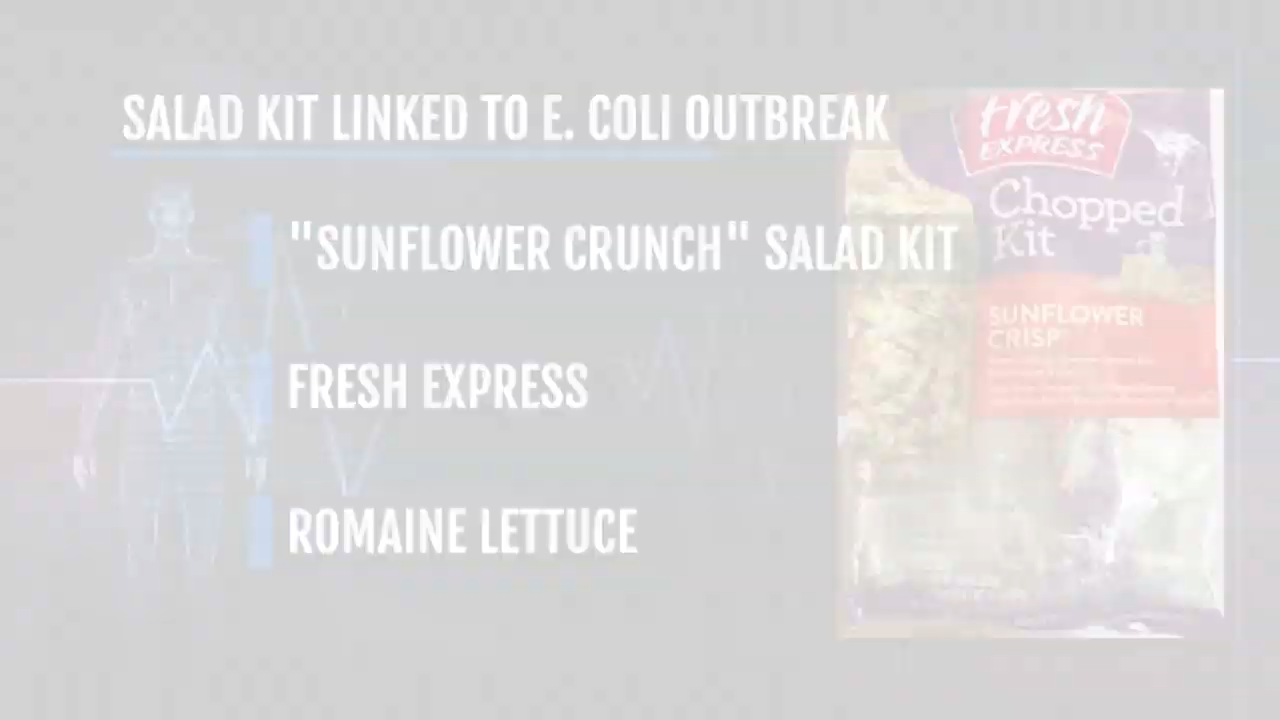 SALAD KIT LINKED TO E. COLI OUTBREAK
"SUNFLOWER CRUNCH" SALAD KIT
FRESH EXPRESS
ROMAINE LETTUCE
Fresh
EXPRESS
Chopped
Kit
SUNFLOWER
CRISP